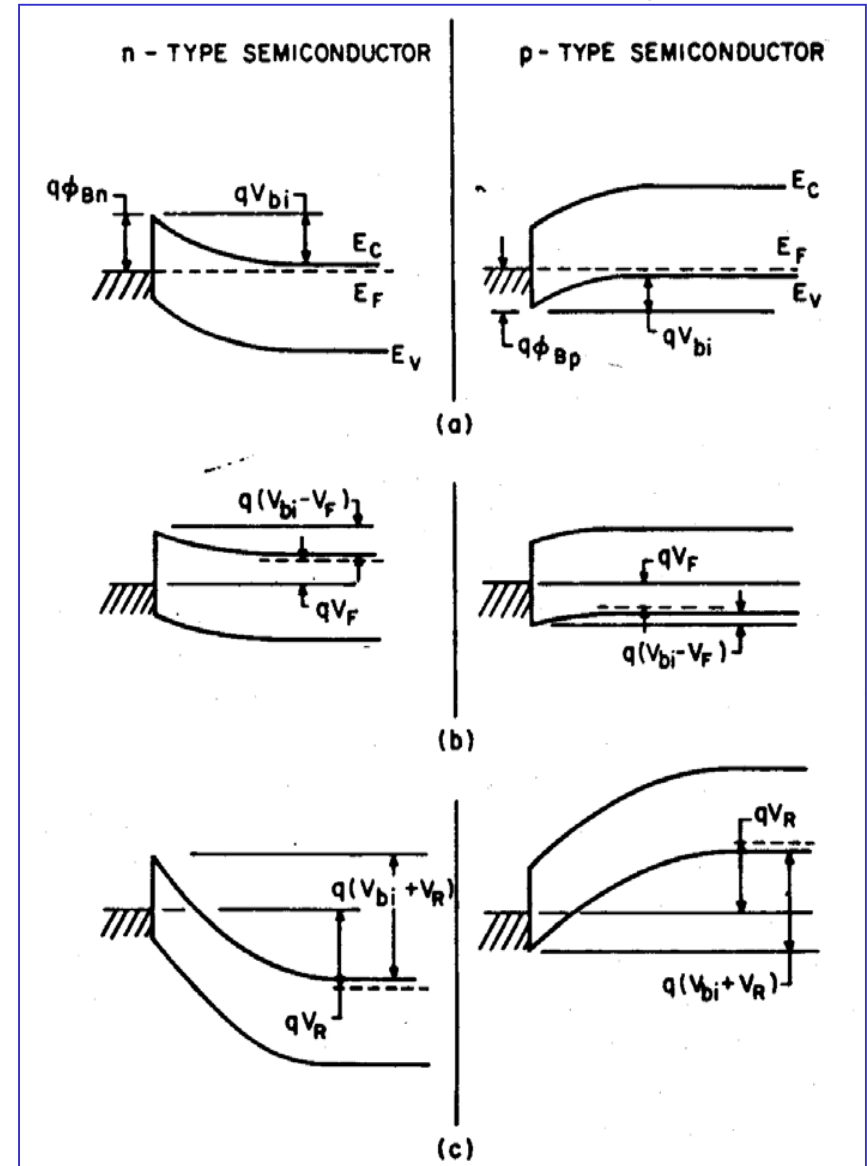 n - TYPE SEMICONDUCTOR
p - TYPE SEMICONDUCTOR
qϕBn
qVbi
EC
EF
EV
EC
EF
EV
qϕBp
qVbi
(a)
q(Vbi-VF)
qVF
qVF
q(Vbi-VF)
(b)
q(Vbi+VR)
qVR
qVR
q(Vbi+VR)
(c)